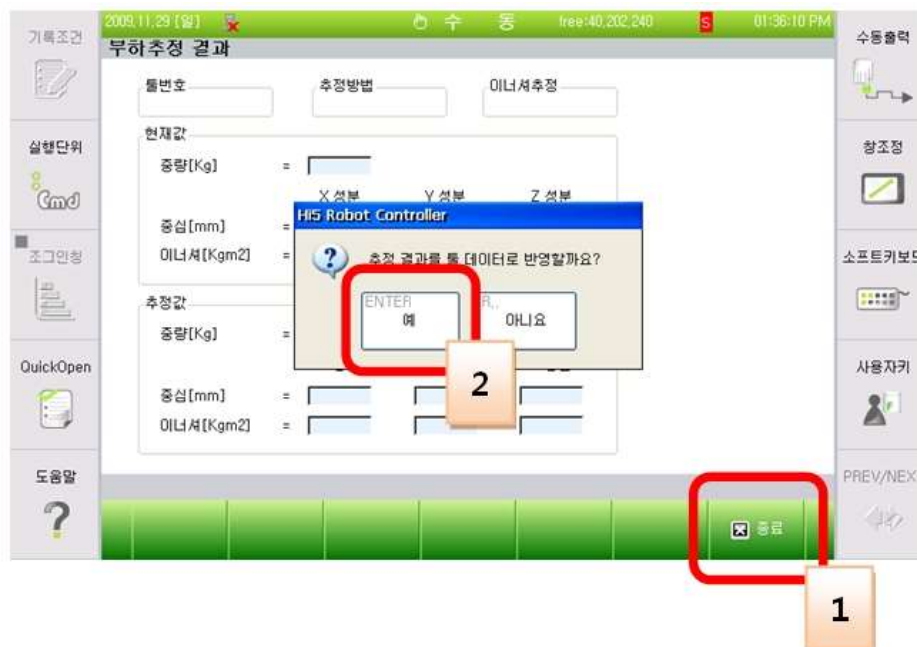 2009,11,29 [일] 수 동 free:40,202,240 S 01:36:10 PM
기록조건
수동출력
부하추정 결과
툴번호 추정방법 이너셔추정
현재값
실행단위
창조정
중량[Kg] =
Cmd
X 성분 Y 성분 Z 성분
Hi5 Robot Controller
중심[mm] =
조그인칭
이너셔[Kgm2] =
추정 결과를 툴 데이터로 반영할까요?
소프트키보드
추정값
ENTER
예
R..
아니요
중량[Kg] =
QuickOpen
사용자키
2
중심[mm] =
이너셔[Kgm2] =
도움말
PREV/NEX
?
종료
1